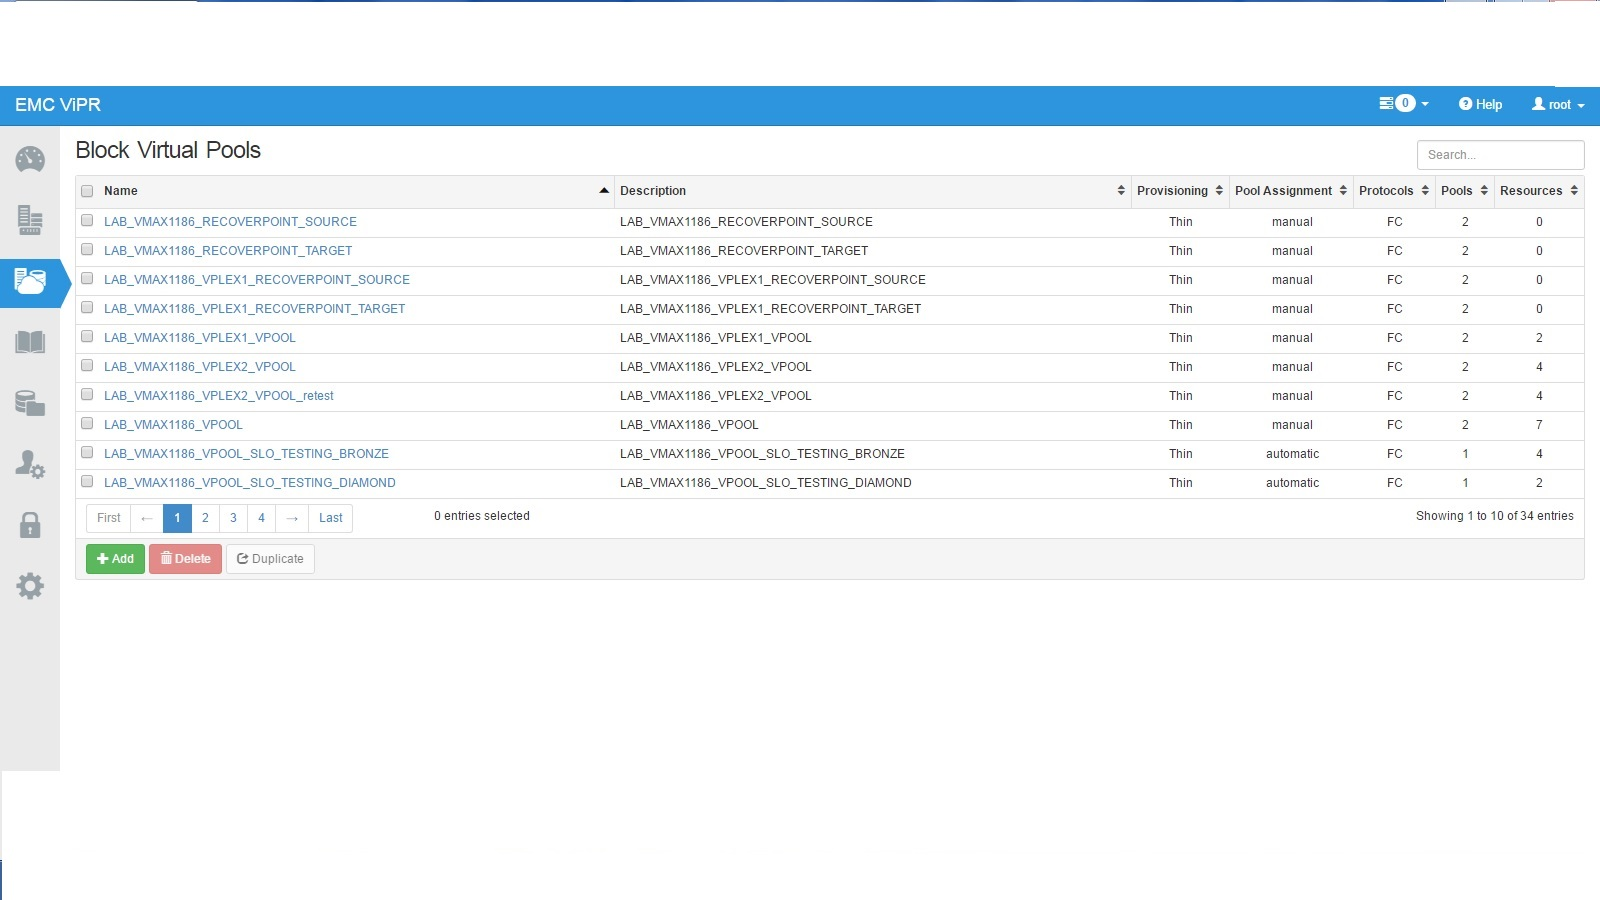 EMC ViPR 0 Help root
Block Virtual Pools Search...
Name Description Provisioning Pool Assignment Protocols Pools Resources
LAB_VMAX1186_RECOVERPOINT_SOURCE LAB_VMAX1186_RECOVERPOINT_SOURCE Thin manual FC 2 0
LAB_VMAX1186_RECOVERPOINT_TARGET LAB_VMAX1186_RECOVERPOINT_TARGET Thin manual FC 2 0
LAB_VMAX1186_VPLEX1_RECOVERPOINT_SOURCE LAB_VMAX1186_VPLEX1_RECOVERPOINT_SOURCE Thin manual FC 2 0
LAB_VMAX1186_VPLEX1_RECOVERPOINT_TARGET LAB_VMAX1186_VPLEX1_RECOVERPOINT_TARGET Thin manual FC 2 0
LAB_VMAX1186_VPLEX1_VPOOL LAB_VMAX1186_VPLEX1_VPOOL Thin manual FC 2 2
LAB_VMAX1186_VPLEX2_VPOOL LAB_VMAX1186_VPLEX2_VPOOL Thin manual FC 2 4
LAB_VMAX1186_VPLEX2_VPOOL_retest LAB_VMAX1186_VPLEX2_VPOOL Thin manual FC 2 4
LAB_VMAX1186_VPOOL LAB_VMAX1186_VPOOL Thin manual FC 2 7
LAB_VMAX1186_VPOOL_SLO_TESTING_BRONZE LAB_VMAX1186_VPOOL_SLO_TESTING_BRONZE Thin automatic FC 1 4
LAB_VMAX1186_VPOOL_SLO_TESTING_DIAMOND LAB_VMAX1186_VPOOL_SLO_TESTING_DIAMOND Thin automatic FC 1 2
First ← 1 2 3 4 → Last 0 entries selected Showing 1 to 10 of 34 entries
Add Delete Duplicate